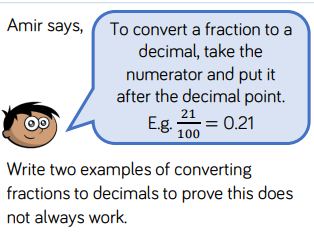 Amir says,
To convert a fraction to a
decimal, take the
numerator and put it
after the decimal point.
E.g. 21/100 = 0.21
Write two examples of converting
fractions to decimals to prove this does
not always work.